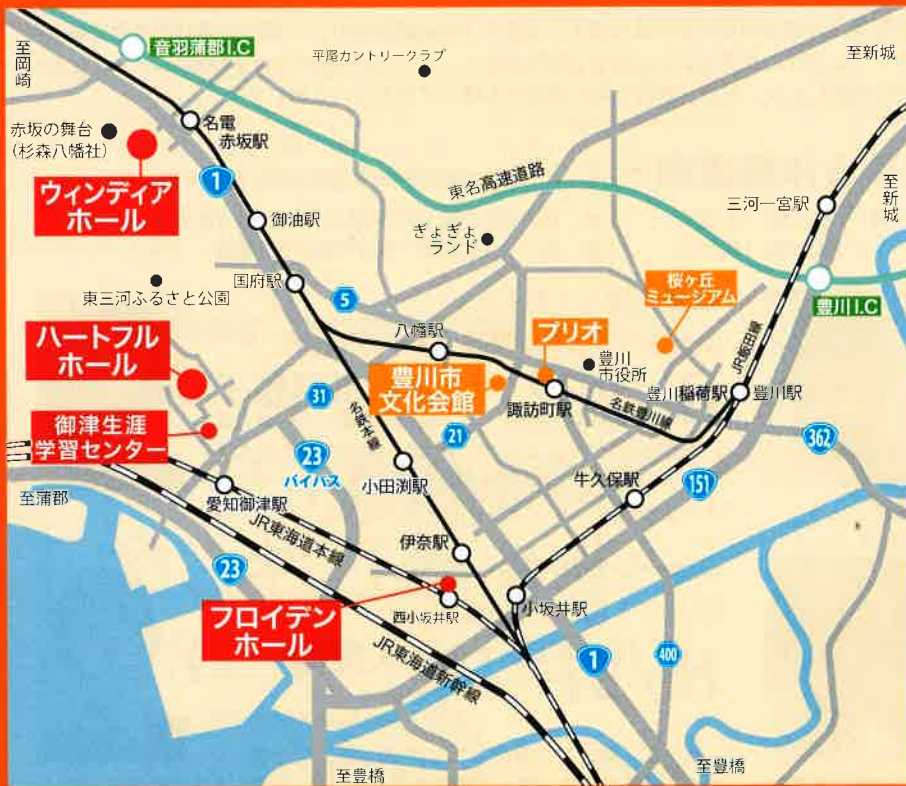 至岡崎
音羽蒲郡I.C
平尾カントリークラブ
至新城
赤坂の舞台
(杉森八幡社)
名電
赤坂駅
ウィンディア
ホール
1
東名高速道路
三河一宮駅
至新城
御油駅
ぎょぎょ
ランド
国府駅
東三河ふるさと公園
5
桜ヶ丘
ミュージアム
豊川I.C
八幡駅
プリオ
豊川
市役所
JR飯田線
ハートフル
ホール
豊川市
文化会館
諏訪町駅
豊川稲荷駅
豊川駅
31
名鉄本線
21
名鉄豊川線
362
御津生涯
学習センター
23
バイパス
小田渕駅
151
牛久保駅
至蒲郡
愛知御津駅
JR東海道本線
伊奈駅
23
フロイデン
ホール
西小坂井駅
小坂井駅
JR東海道新幹線
1
400
至豊橋
至豊橋